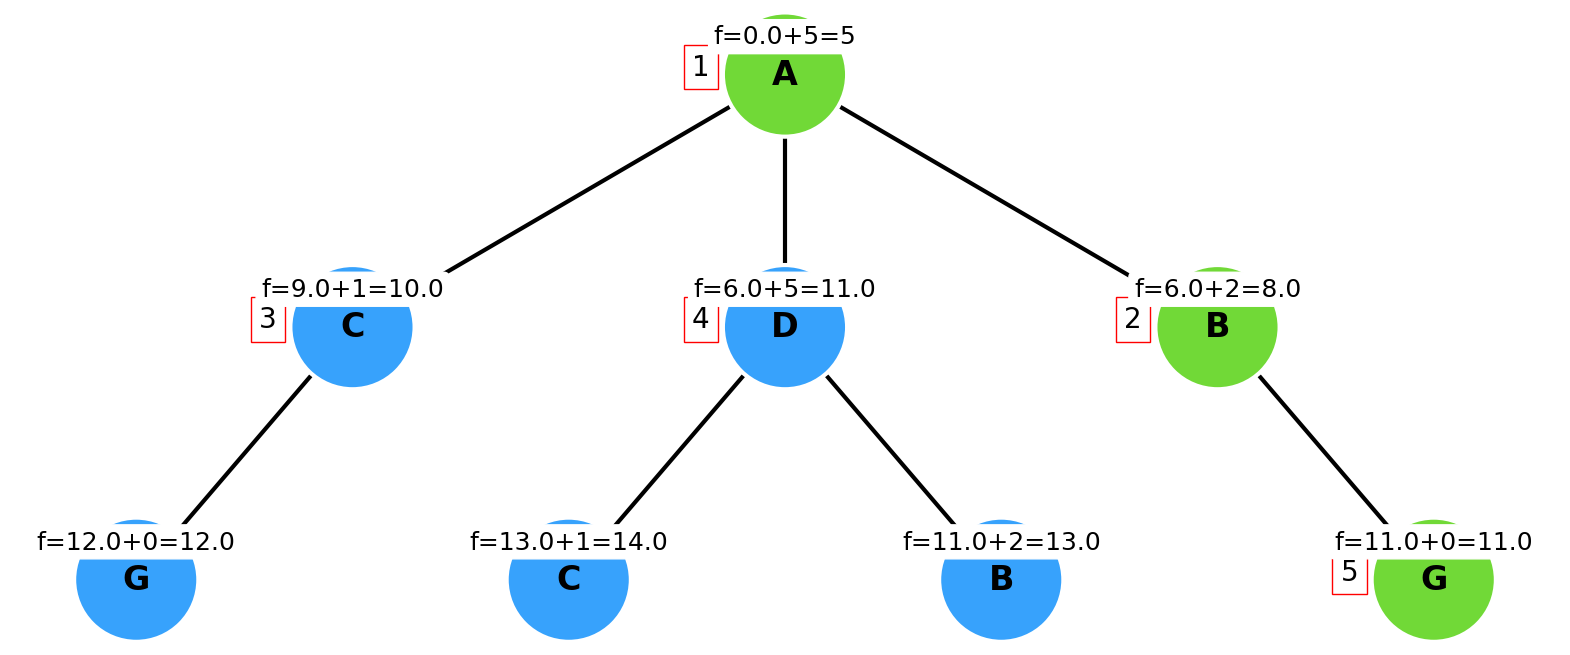 f=0.0+5=5
1
A
f=9.0+1=10.0
3
C
f=6.0+5=11.0
4
D
f=6.0+2=8.0
2
B
f=12.0+0=12.0
G
f=13.0+1=14.0
C
f=11.0+2=13.0
B
f=11.0+0=11.0
5
G